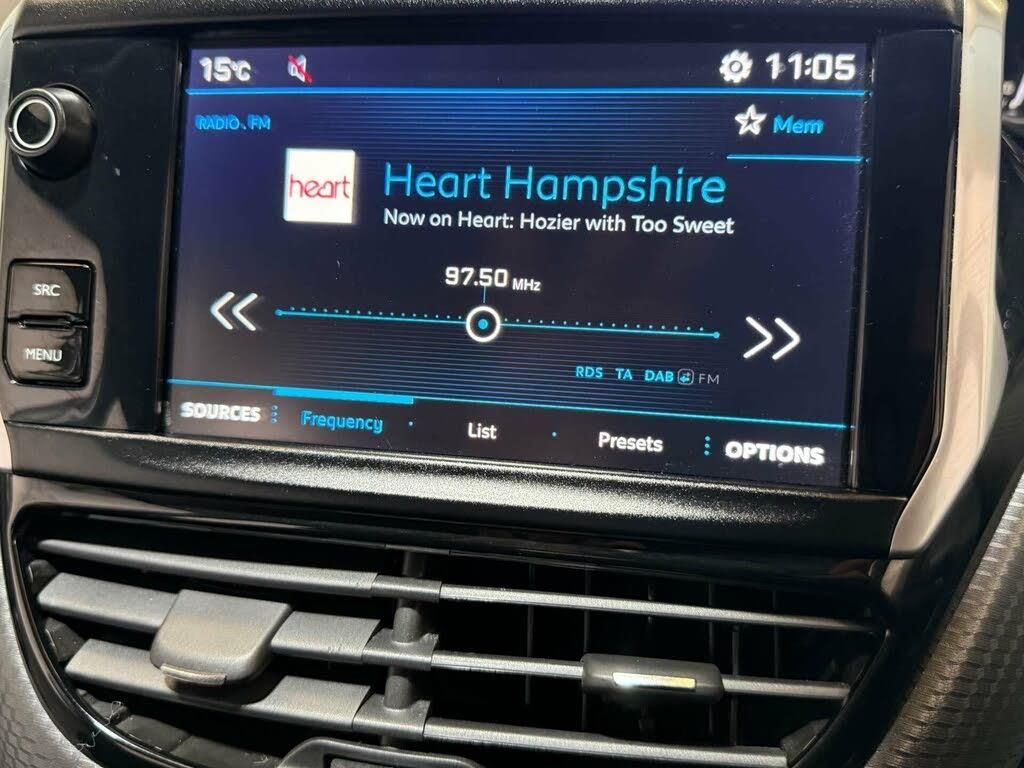 15°C
11:05
RADIO . FM
Mem
heart
Heart Hampshire
Now on Heart: Hozier with Too Sweet
97.50 MHz
SRC
MENU
RDS TA DAB FM
SOURCES Frequency List Presets OPTIONS